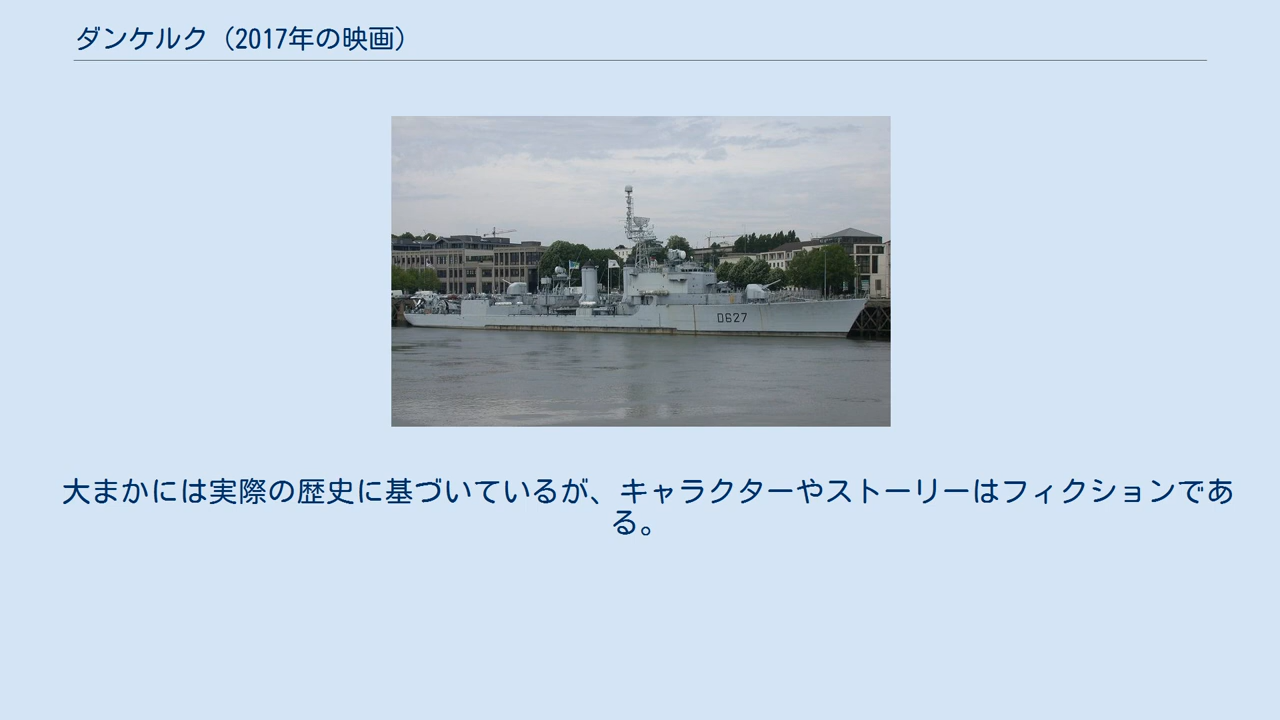 ダンケルク（2017年の映画）
D627
大まかには実際の歴史に基づいているが、キャラクターやストーリーはフィクションであ
る。